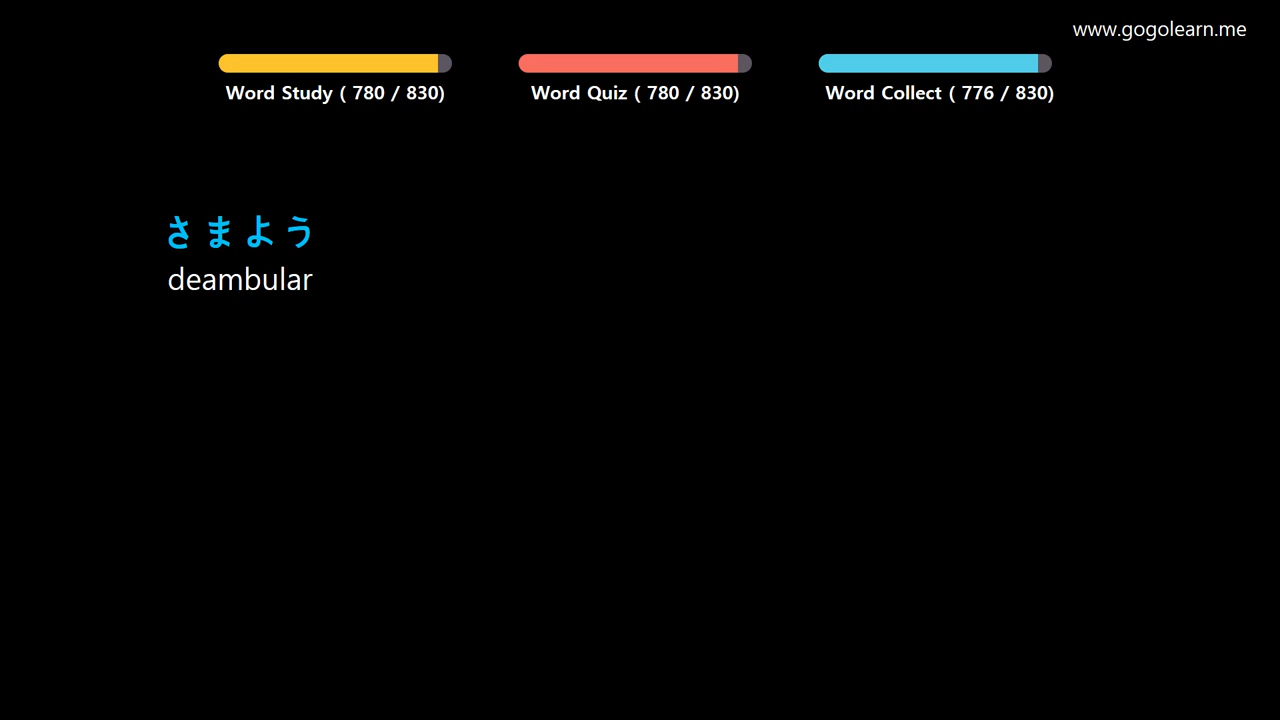 www.gogolearn.me
Word Study ( 780 / 830)
Word Quiz ( 780 / 830)
Word Collect ( 776 / 830)
さまよう
deambular